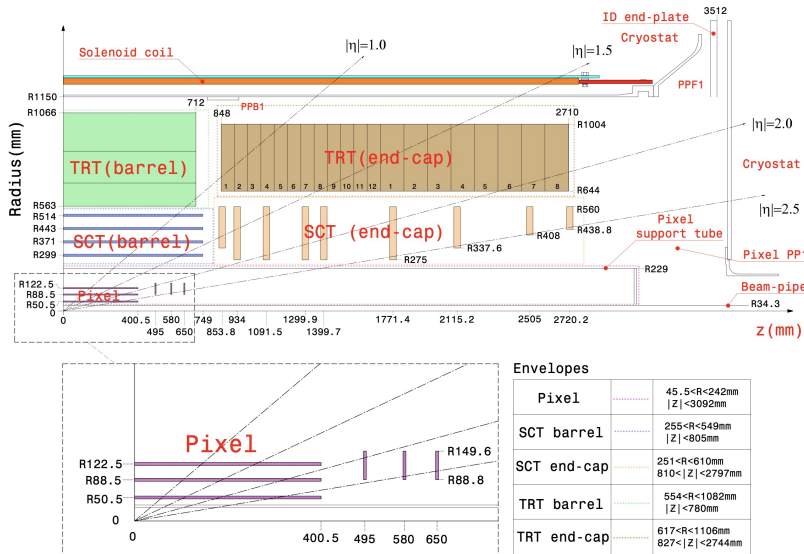 3512
ID end-plate
Cryostat
|η|=1.0
|η|=1.5
Solenoid coil
PPF1
R1150
712
PPB1
R1066
848
2710
R1004
|η|=2.0
TRT(barrel)
TRT(end-cap)
Cryostat
Radius(mm)
1 2 3 4 5 6 7 8 9 10 11 12 1 2 3 4 5 6 7 8
R644
|η|=2.5
R563
R514
R443
R371
R299
SCT(barrel)
SCT (end-cap)
R560
R438.8
R408
R337.6
R275
Pixel
support tube
Pixel PP1
R229
Beam-pipe
R34.3
R122.5
R88.5
R50.5
Pixel
0
0
400.5 580 749 934 1299.9 1771.4 2115.2 2505 2720.2
495 650 853.8 1091.5 1399.7
z(mm)
Pixel
R122.5
R88.5
R50.5
0
R149.6
R88.8
0
400.5 495 580 650
Envelopes
Pixel
45.5<R<242mm
|Z|<3092mm
SCT barrel
255<R<549mm
|Z|<805mm
SCT end-cap
251<R<610mm
810<|Z|<2797mm
TRT barrel
554<R<1082mm
|Z|<780mm
TRT end-cap
617<R<1106mm
827<|Z|<2744mm